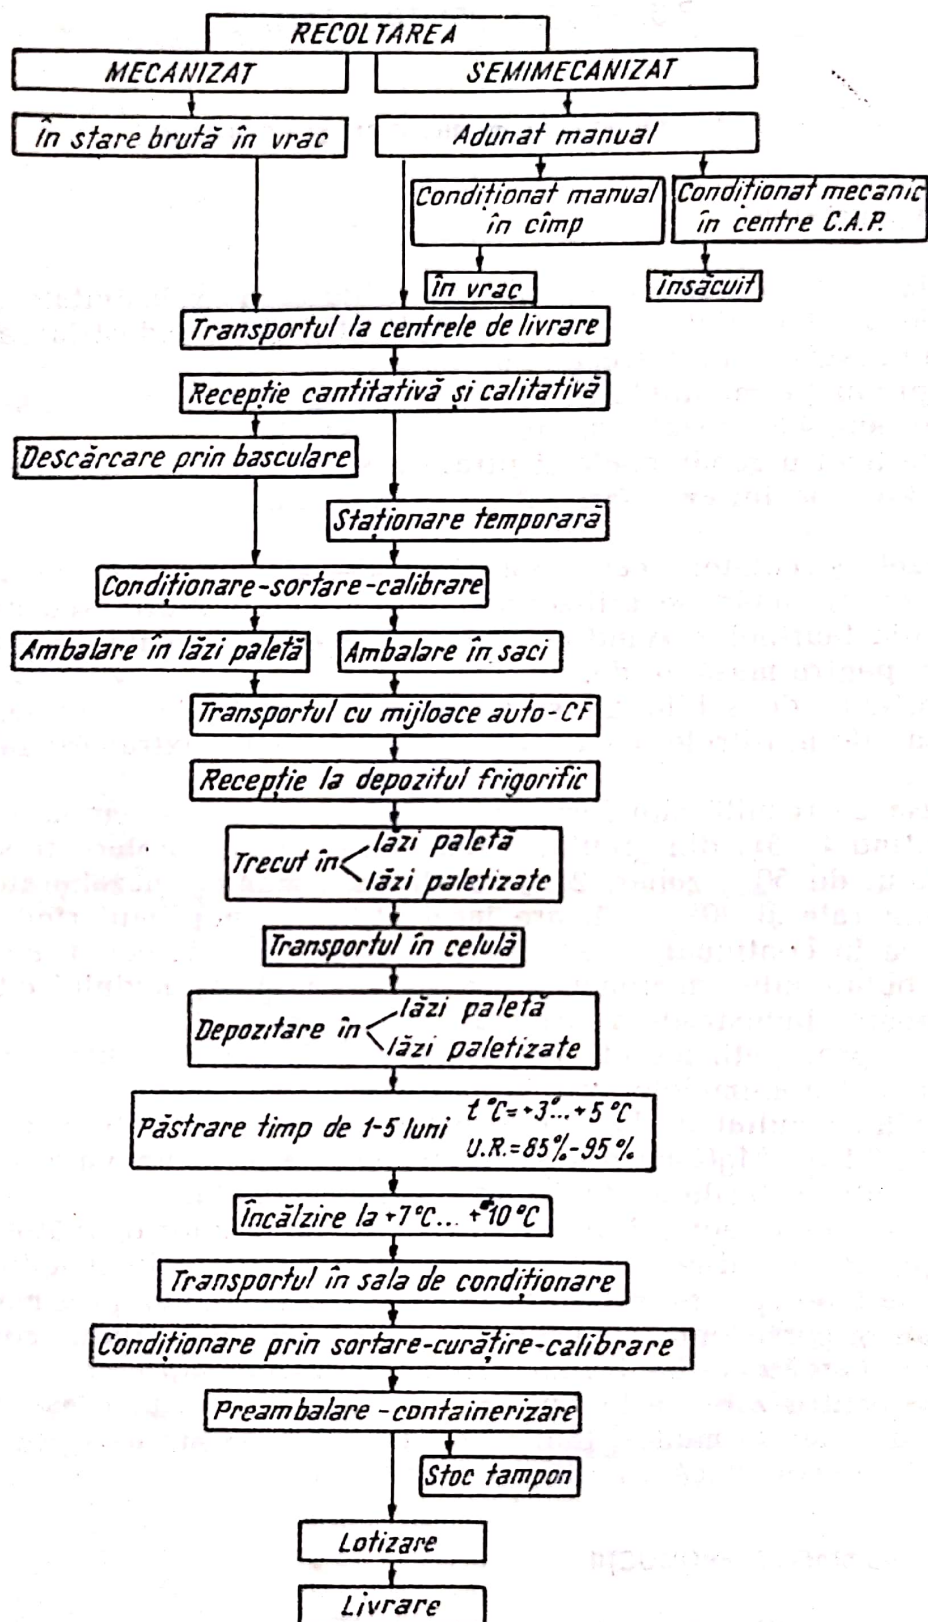 RECOLTAREA
MECANIZAT
SEMIMECANIZAT
În stare brută în vrac
Adunat manual
Condiționat manual
în cîmp
Condiționat mecanic
în centre C.A.P.
În vrac
Însăcuit
Transportul la centrele de livrare
Recepție cantitativă și calitativă
Descărcare prin basculare
Staționare temporară
Condiționare-sortare-calibrare
Ambalare în lăzi paletă
Ambalare în saci
Transportul cu mijloace auto-CF
Recepție la depozitul frigorific
Trecut în
lăzi paletă
lăzi paletizate
Transportul în celulă
Depozitare în
lăzi paletă
lăzi paletizate
Păstrare timp de 1-5 luni
t °C = +3°... +5 °C
U.R. = 85%-95%
Încălzire la +7°C... +10°C
Transportul în sala de condiționare
Condiționare prin sortare-curățire-calibrare
Preambalare-containerizare
Stoc tampon
Lotizare
Livrare